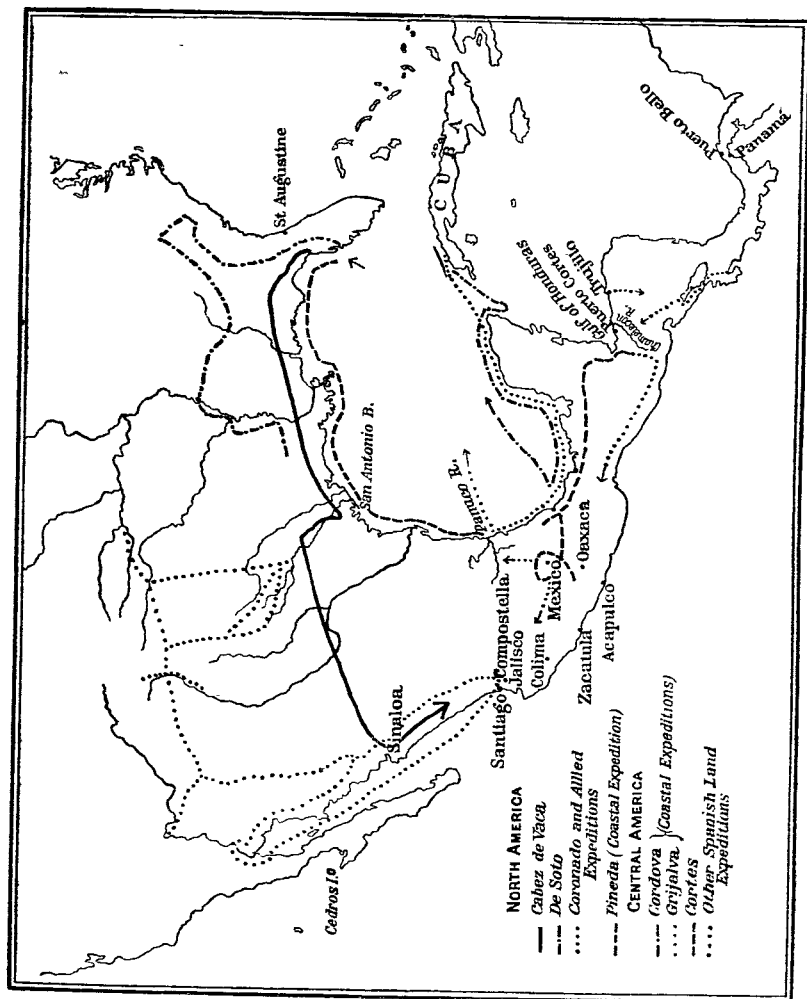 St Augustine
CUBA
Puerto Bello
Panamá
Gulf of Honduras
Puerto Cortes
Trujillo
Chamelecon R.
San Antonio B.
Panuco R.
Oaxaca
Mexico
Compostella
Jalisco
Colima
Zacatula
Acapulco
Santiago
Sinaloa
Cedros I.
NORTH AMERICA
Cabez de Vaca
De Soto
Coronado and Allied
Expeditions
Pineda (Coastal Expedition)
CENTRAL AMERICA
Cordova } (Coastal Expeditions)
Grijalva
Cortes
Other Spanish Land
Expeditions